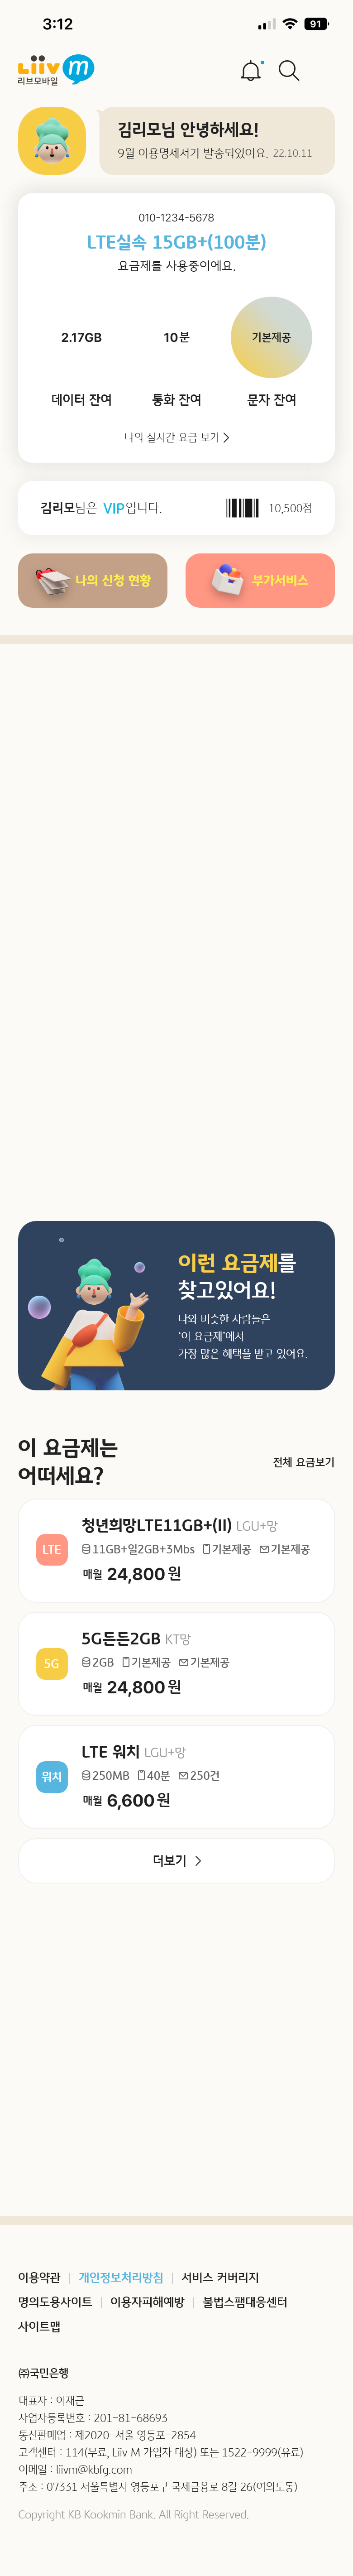 3:12
91
Liiv m
리브모바일
김리모님 안녕하세요!
9월 이용명세서가 발송되었어요. 22.10.11
010-1234-5678
LTE실속 15GB+(100분)
요금제를 사용중이에요.
2.17GB 10분 기본제공
데이터 잔여 통화 잔여 문자 잔여
나의 실시간 요금 보기 >
김리모님은 VIP입니다. 10,500점
나의 신청 현황 부가서비스
이런 요금제를
찾고있어요!
나와 비슷한 사람들은
‘이 요금제’에서
가장 많은 혜택을 받고 있어요.
이 요금제는
어떠세요?
전체 요금보기
청년희망LTE11GB+(II) LGU+망
LTE
11GB+일2GB+3Mbs 기본제공 기본제공
매월 24,800원
5G든든2GB KT망
5G
2GB 기본제공 기본제공
매월 24,800원
LTE 워치 LGU+망
워치
250MB 40분 250건
매월 6,600원
더보기 >
이용약관 | 개인정보처리방침 | 서비스 커버리지
명의도용사이트 | 이용자피해예방 | 불법스팸대응센터
사이트맵
㈜국민은행
대표자 : 이재근
사업자등록번호 : 201-81-68693
통신판매업 : 제2020-서울 영등포-2854
고객센터 : 114(무료, Liiv M 가입자 대상) 또는 1522-9999(유료)
이메일 : liivm@kbfg.com
주소 : 07331 서울특별시 영등포구 국제금융로 8길 26(여의도동)
Copyright KB Kookmin Bank. All Right Reserved.